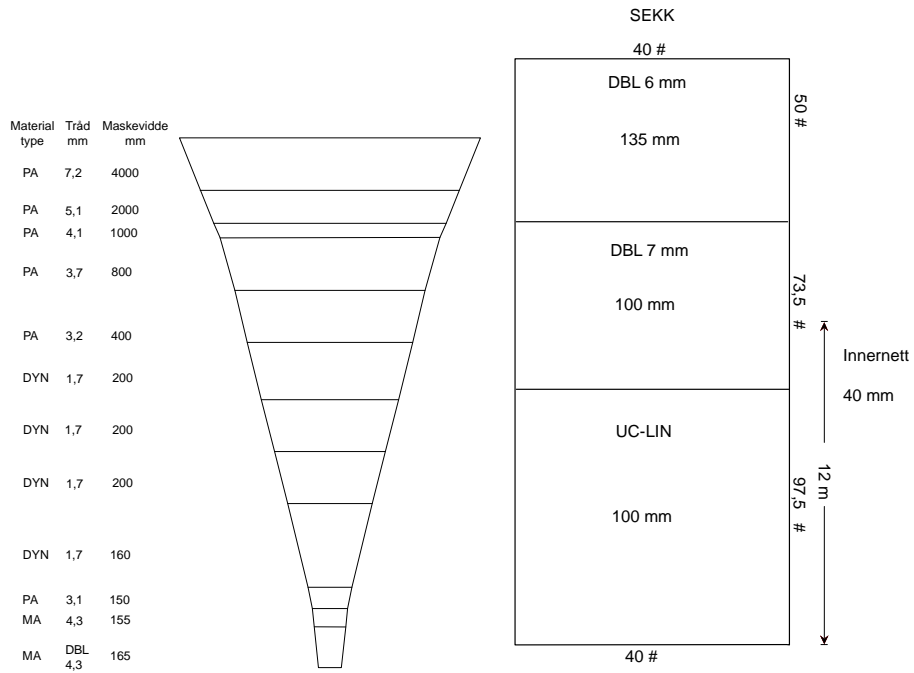 Material Tråd Maskevidde
type mm mm
PA 7,2 4000
PA 5,1 2000
PA 4,1 1000
PA 3,7 800
PA 3,2 400
DYN 1,7 200
DYN 1,7 200
DYN 1,7 200
DYN 1,7 160
PA 3,1 150
MA 4,3 155
MA DBL 4,3 165
SEKK
40 #
DBL 6 mm
135 mm
50 #
DBL 7 mm
100 mm
73,5 #
UC-LIN
100 mm
97,5 #
40 #
Innernett
40 mm
12 m